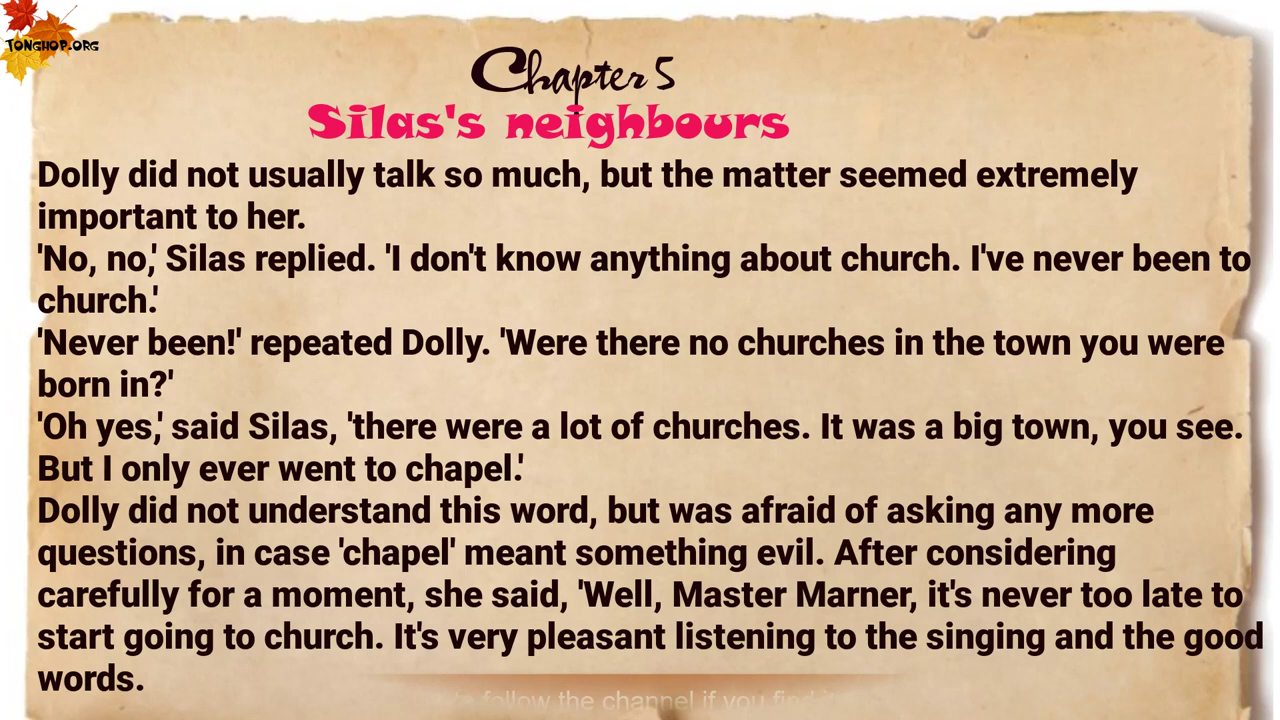 TONGHOP.ORG
Chapter 5
Silas's neighbours
Dolly did not usually talk so much, but the matter seemed extremely
important to her.
'No, no,' Silas replied. 'I don't know anything about church. I've never been to
church.'
'Never been!' repeated Dolly. 'Were there no churches in the town you were
born in?'
'Oh yes,' said Silas, 'there were a lot of churches. It was a big town, you see.
But I only ever went to chapel.'
Dolly did not understand this word, but was afraid of asking any more
questions, in case 'chapel' meant something evil. After considering
carefully for a moment, she said, 'Well, Master Marner, it's never too late to
start going to church. It's very pleasant listening to the singing and the good
words.
to follow the channel if you find it